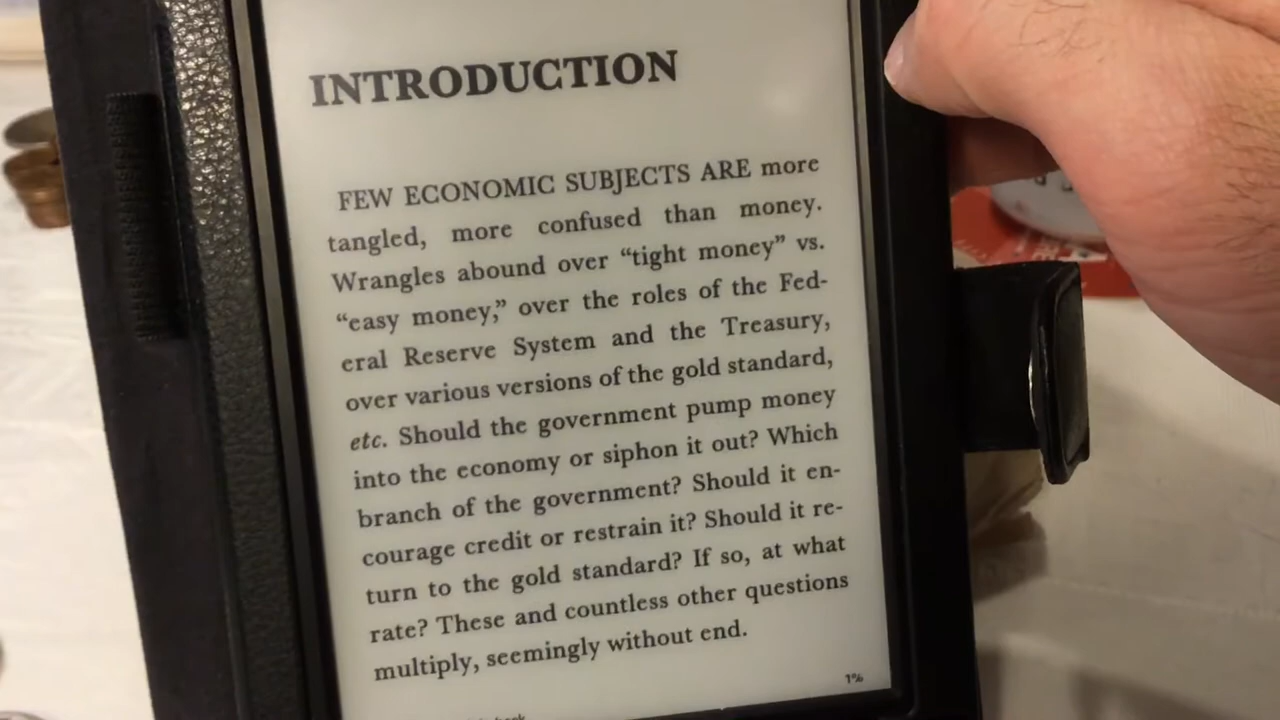 INTRODUCTION
FEW ECONOMIC SUBJECTS ARE more
tangled, more confused than money.
Wrangles abound over “tight money” vs.
“easy money,” over the roles of the Fed-
eral Reserve System and the Treasury,
over various versions of the gold standard,
etc. Should the government pump money
into the economy or siphon it out? Which
branch of the government? Should it en-
courage credit or restrain it? Should it re-
turn to the gold standard? If so, at what
rate? These and countless other questions
multiply, seemingly without end.
1%